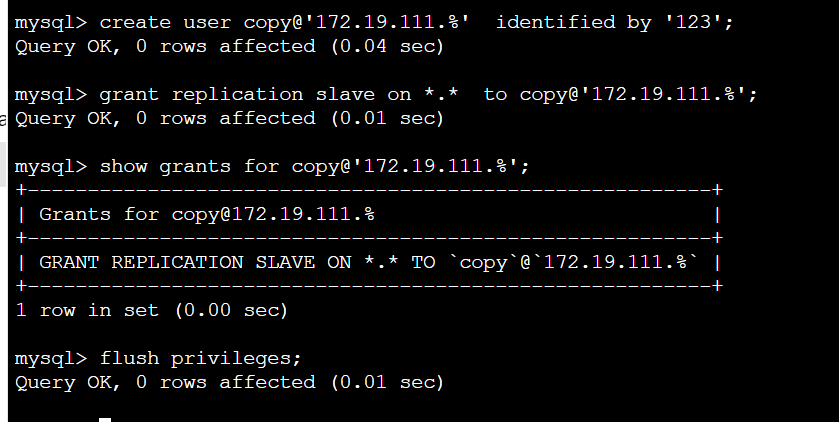 mysql> create user copy@'172.19.111.%'  identified by '123';
Query OK, 0 rows affected (0.04 sec)
mysql> grant replication slave on *.*  to copy@'172.19.111.%';
Query OK, 0 rows affected (0.01 sec)
mysql> show grants for copy@'172.19.111.%';
+---------------------------------------------------------+
| Grants for copy@172.19.111.%                            |
+---------------------------------------------------------+
| GRANT REPLICATION SLAVE ON *.* TO `copy`@`172.19.111.%` |
+---------------------------------------------------------+
1 row in set (0.00 sec)
mysql> flush privileges;
Query OK, 0 rows affected (0.01 sec)